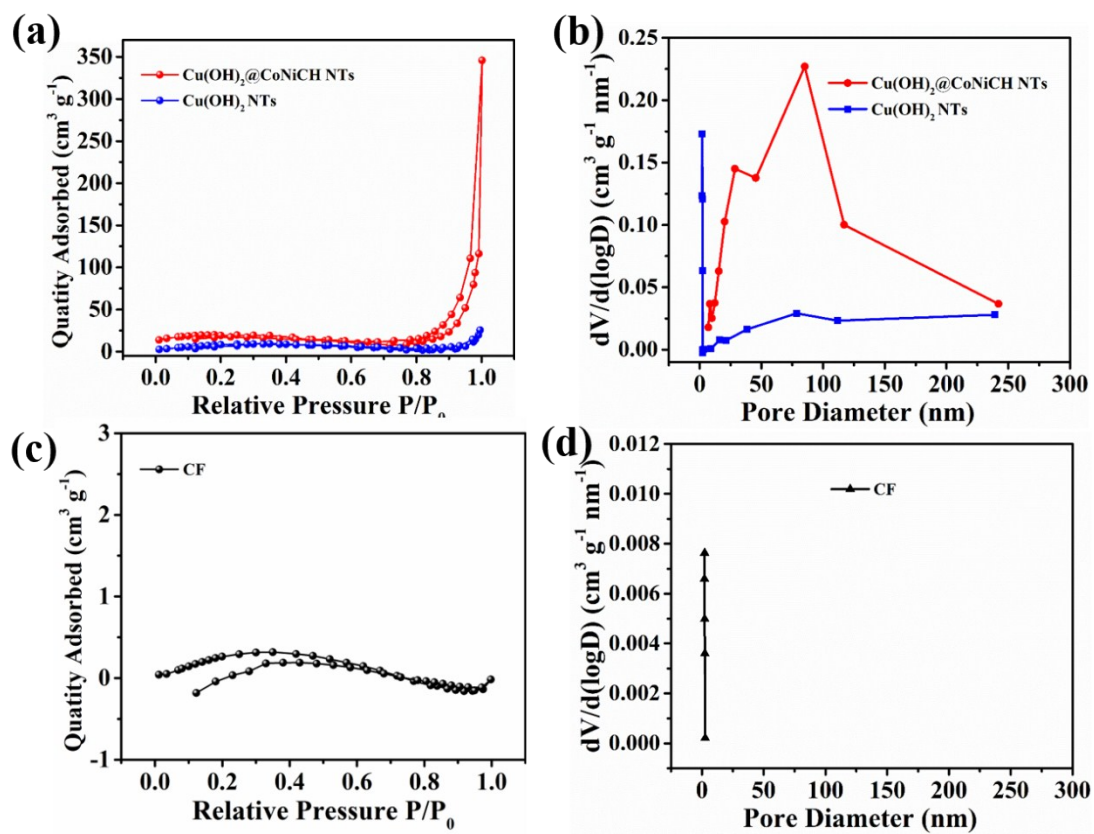 (a)
Quatity Adsorbed (cm³ g⁻¹)
350
300
250
200
150
100
50
0
Cu(OH)₂@CoNiCH NTs
Cu(OH)₂ NTs
0.0 0.2 0.4 0.6 0.8 1.0
Relative Pressure P/P₀
(b)
dV/d(logD) (cm³ g⁻¹ nm⁻¹)
0.25
0.20
0.15
0.10
0.05
0.00
Cu(OH)₂@CoNiCH NTs
Cu(OH)₂ NTs
0 50 100 150 200 250 300
Pore Diameter (nm)
(c)
Quatity Adsorbed (cm³ g⁻¹)
3
2
1
0
-1
CF
0.0 0.2 0.4 0.6 0.8 1.0
Relative Pressure P/P₀
(d)
dV/d(logD) (cm³ g⁻¹ nm⁻¹)
0.012
0.010
0.008
0.006
0.004
0.002
0.000
CF
0 50 100 150 200 250 300
Pore Diameter (nm)